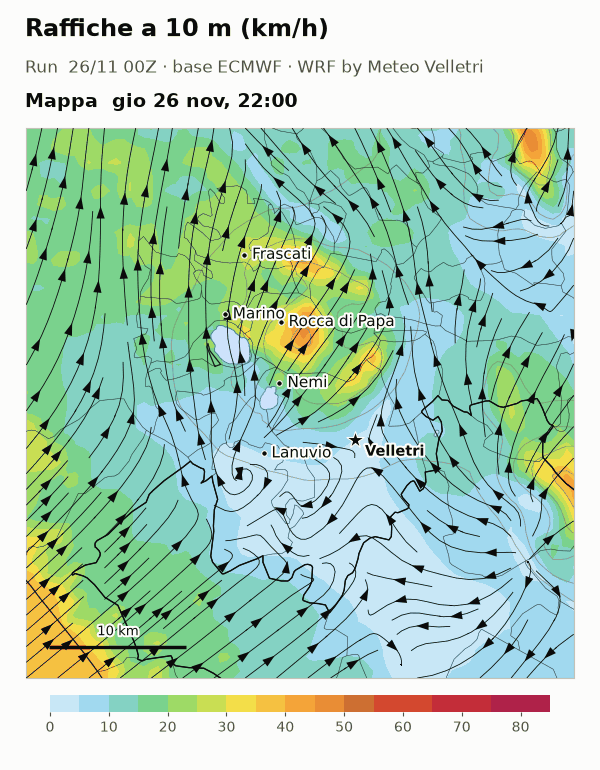 Raffiche a 10 m (km/h)
Run  26/11 00Z · base ECMWF · WRF by Meteo Velletri
Mappa  gio 26 nov, 22:00
Frascati
Marino
Rocca di Papa
Nemi
Velletri
Lanuvio
10 km
0 10 20 30 40 50 60 70 80